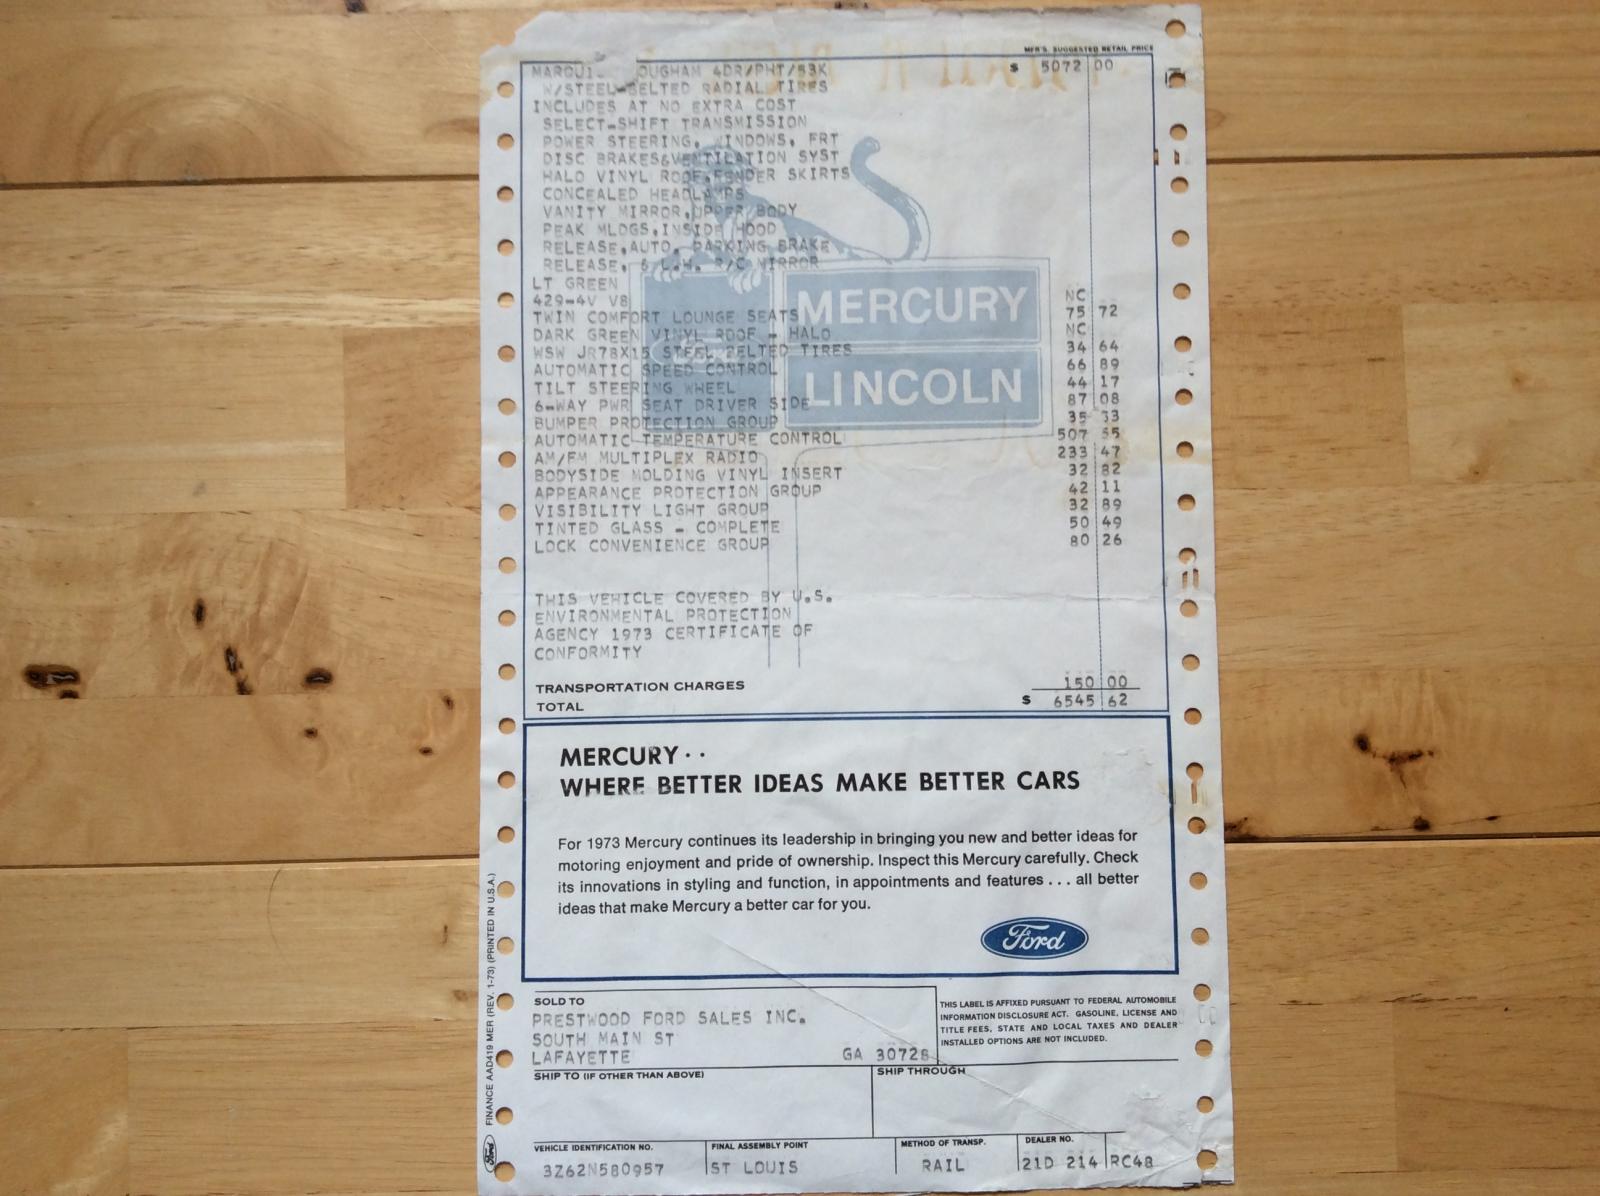 MFR'S. SUGGESTED RETAIL PRICE
OUGHAM 4DR/PHT/53K $ 5072 00
W/STEEL-BELTED RADIAL TIRES
INCLUDES AT NO EXTRA COST
SELECT-SHIFT TRANSMISSION
POWER STEERING, WINDOWS, FRT
DISC BRAKES&VENTILATION SYST
HALO VINYL ROOF,FENDER SKIRTS
CONCEALED HEADLAMPS
VANITY MIRROR,UPPER BODY
PEAK MLDGS,INSIDE HOOD
RELEASE,AUTO. PARKING BRAKE
RELEASE, & L.H. R/C MIRROR
LT GREEN
429-4V V8 NC
TWIN COMFORT LOUNGE SEATS 75 72
DARK GREEN VINYL ROOF - HALO NC
WSW JR78X15 STEEL BELTED TIRES 34 64
AUTOMATIC SPEED CONTROL 66 89
TILT STEERING WHEEL 44 17
6-WAY PWR SEAT DRIVER SIDE 87 08
BUMPER PROTECTION GROUP 35 33
AUTOMATIC TEMPERATURE CONTROL 507 55
AM/FM MULTIPLEX RADIO 233 47
BODYSIDE MOLDING VINYL INSERT 32 82
APPEARANCE PROTECTION GROUP 42 11
VISIBILITY LIGHT GROUP 32 89
TINTED GLASS - COMPLETE 50 49
LOCK CONVENIENCE GROUP 80 26
MERCURY
LINCOLN
THIS VEHICLE COVERED BY U.S.
ENVIRONMENTAL PROTECTION
AGENCY 1973 CERTIFICATE OF
CONFORMITY
TRANSPORTATION CHARGES 150 00
TOTAL $ 6545 62
MERCURY··
WHERE BETTER IDEAS MAKE BETTER CARS
For 1973 Mercury continues its leadership in bringing you new and better ideas for
motoring enjoyment and pride of ownership. Inspect this Mercury carefully. Check
its innovations in styling and function, in appointments and features . . . all better
ideas that make Mercury a better car for you.
Ford
SOLD TO
PRESTWOOD FORD SALES INC.
SOUTH MAIN ST
LAFAYETTE GA 30728
THIS LABEL IS AFFIXED PURSUANT TO FEDERAL AUTOMOBILE
INFORMATION DISCLOSURE ACT. GASOLINE, LICENSE AND
TITLE FEES, STATE AND LOCAL TAXES AND DEALER
INSTALLED OPTIONS ARE NOT INCLUDED.
SHIP TO (IF OTHER THAN ABOVE) SHIP THROUGH
VEHICLE IDENTIFICATION NO. FINAL ASSEMBLY POINT METHOD OF TRANSP. DEALER NO.
3Z62N580957 ST LOUIS RAIL 21D 214 RC48
Ford FINANCE AAD419 MER (REV. 1-73) (PRINTED IN U.S.A.)